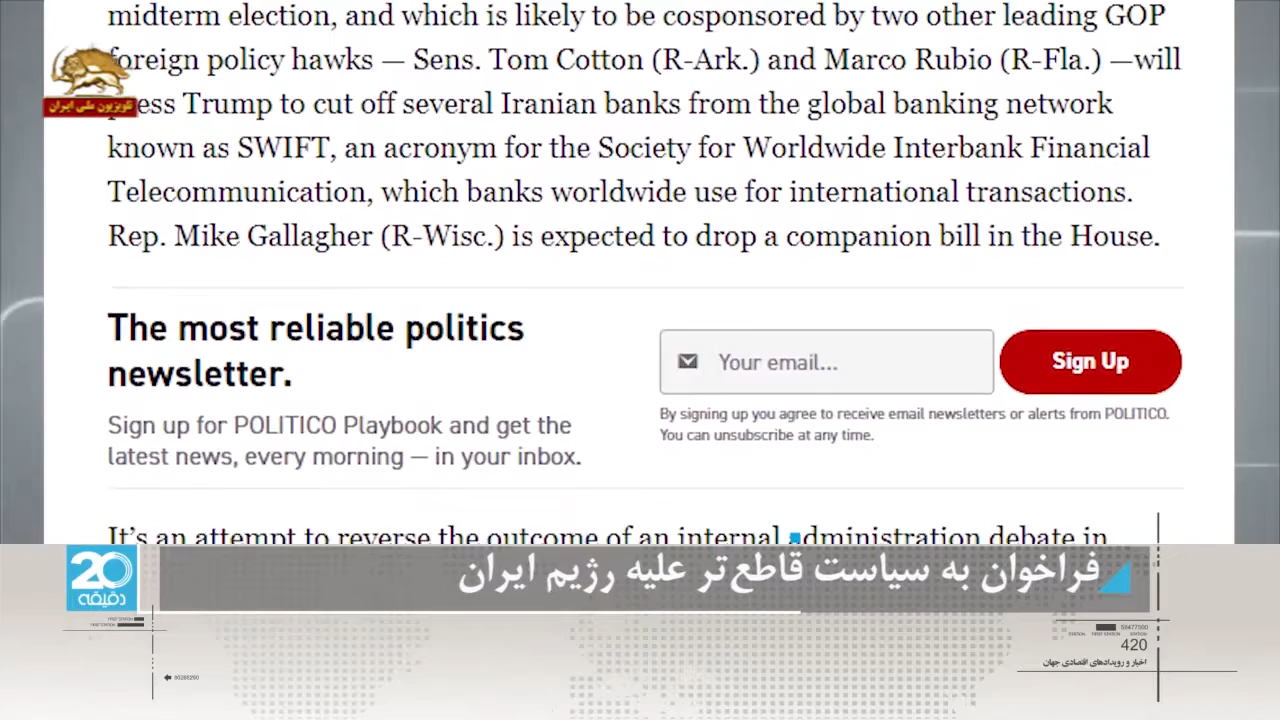 midterm election, and which is likely to be cosponsored by two other leading GOP
foreign policy hawks — Sens. Tom Cotton (R-Ark.) and Marco Rubio (R-Fla.) —will
press Trump to cut off several Iranian banks from the global banking network
known as SWIFT, an acronym for the Society for Worldwide Interbank Financial
Telecommunication, which banks worldwide use for international transactions.
Rep. Mike Gallagher (R-Wisc.) is expected to drop a companion bill in the House.
تلویزیون ملی ایران
The most reliable politics
newsletter.
Sign up for POLITICO Playbook and get the
latest news, every morning — in your inbox.
Your email...
Sign Up
By signing up you agree to receive email newsletters or alerts from POLITICO.
You can unsubscribe at any time.
It's an attempt to reverse the outcome of an internal administration debate in
20
دقیقه
فراخوان به سیاست قاطع‌تر علیه رژیم ایران
420
اخبار و رویدادهای اقتصادی جهان